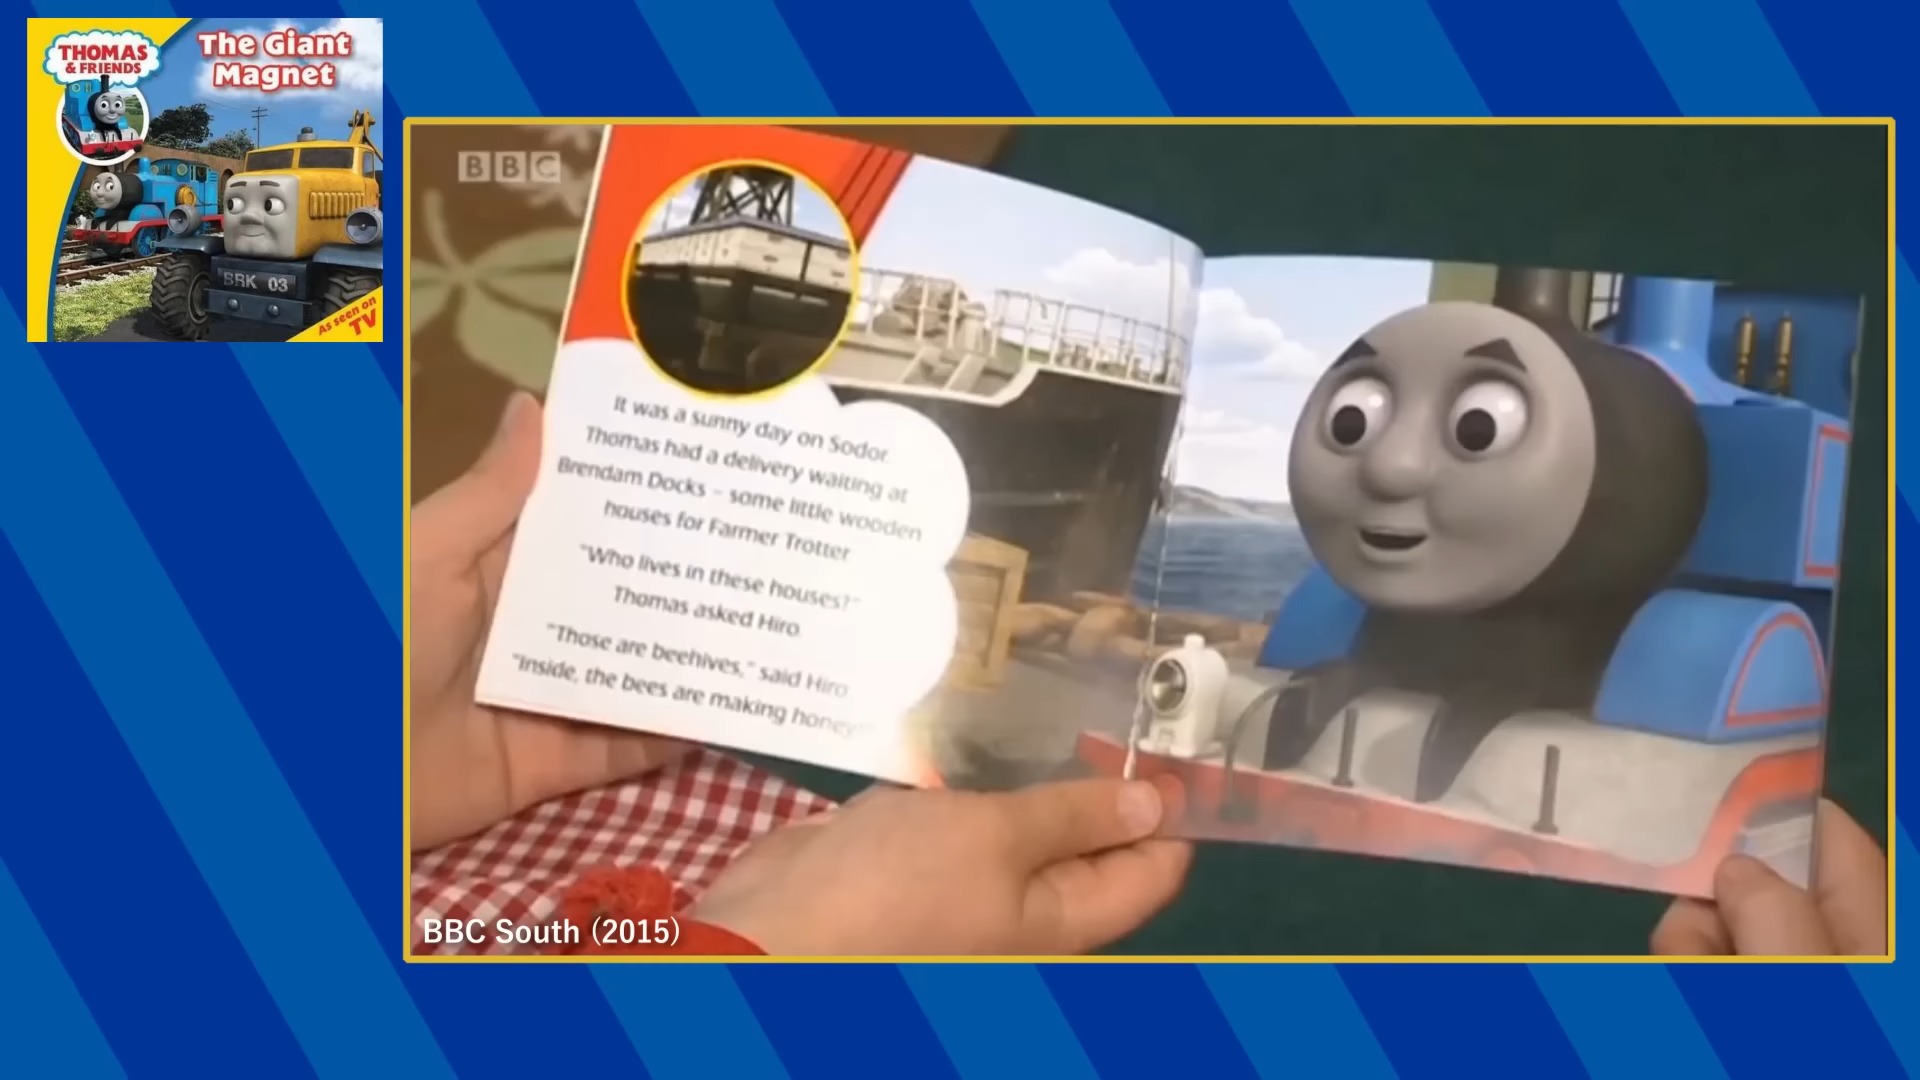 THOMAS
& FRIENDS
The Giant
Magnet
BRK 03
As seen on
TV
BBC
It was a sunny day on Sodor.
Thomas had a delivery waiting at
Brendam Docks – some little wooden
houses for Farmer Trotter.
"Who lives in these houses?"
Thomas asked Hiro.
"Those are beehives," said Hiro.
"Inside, the bees are making honey!"
BBC South (2015)